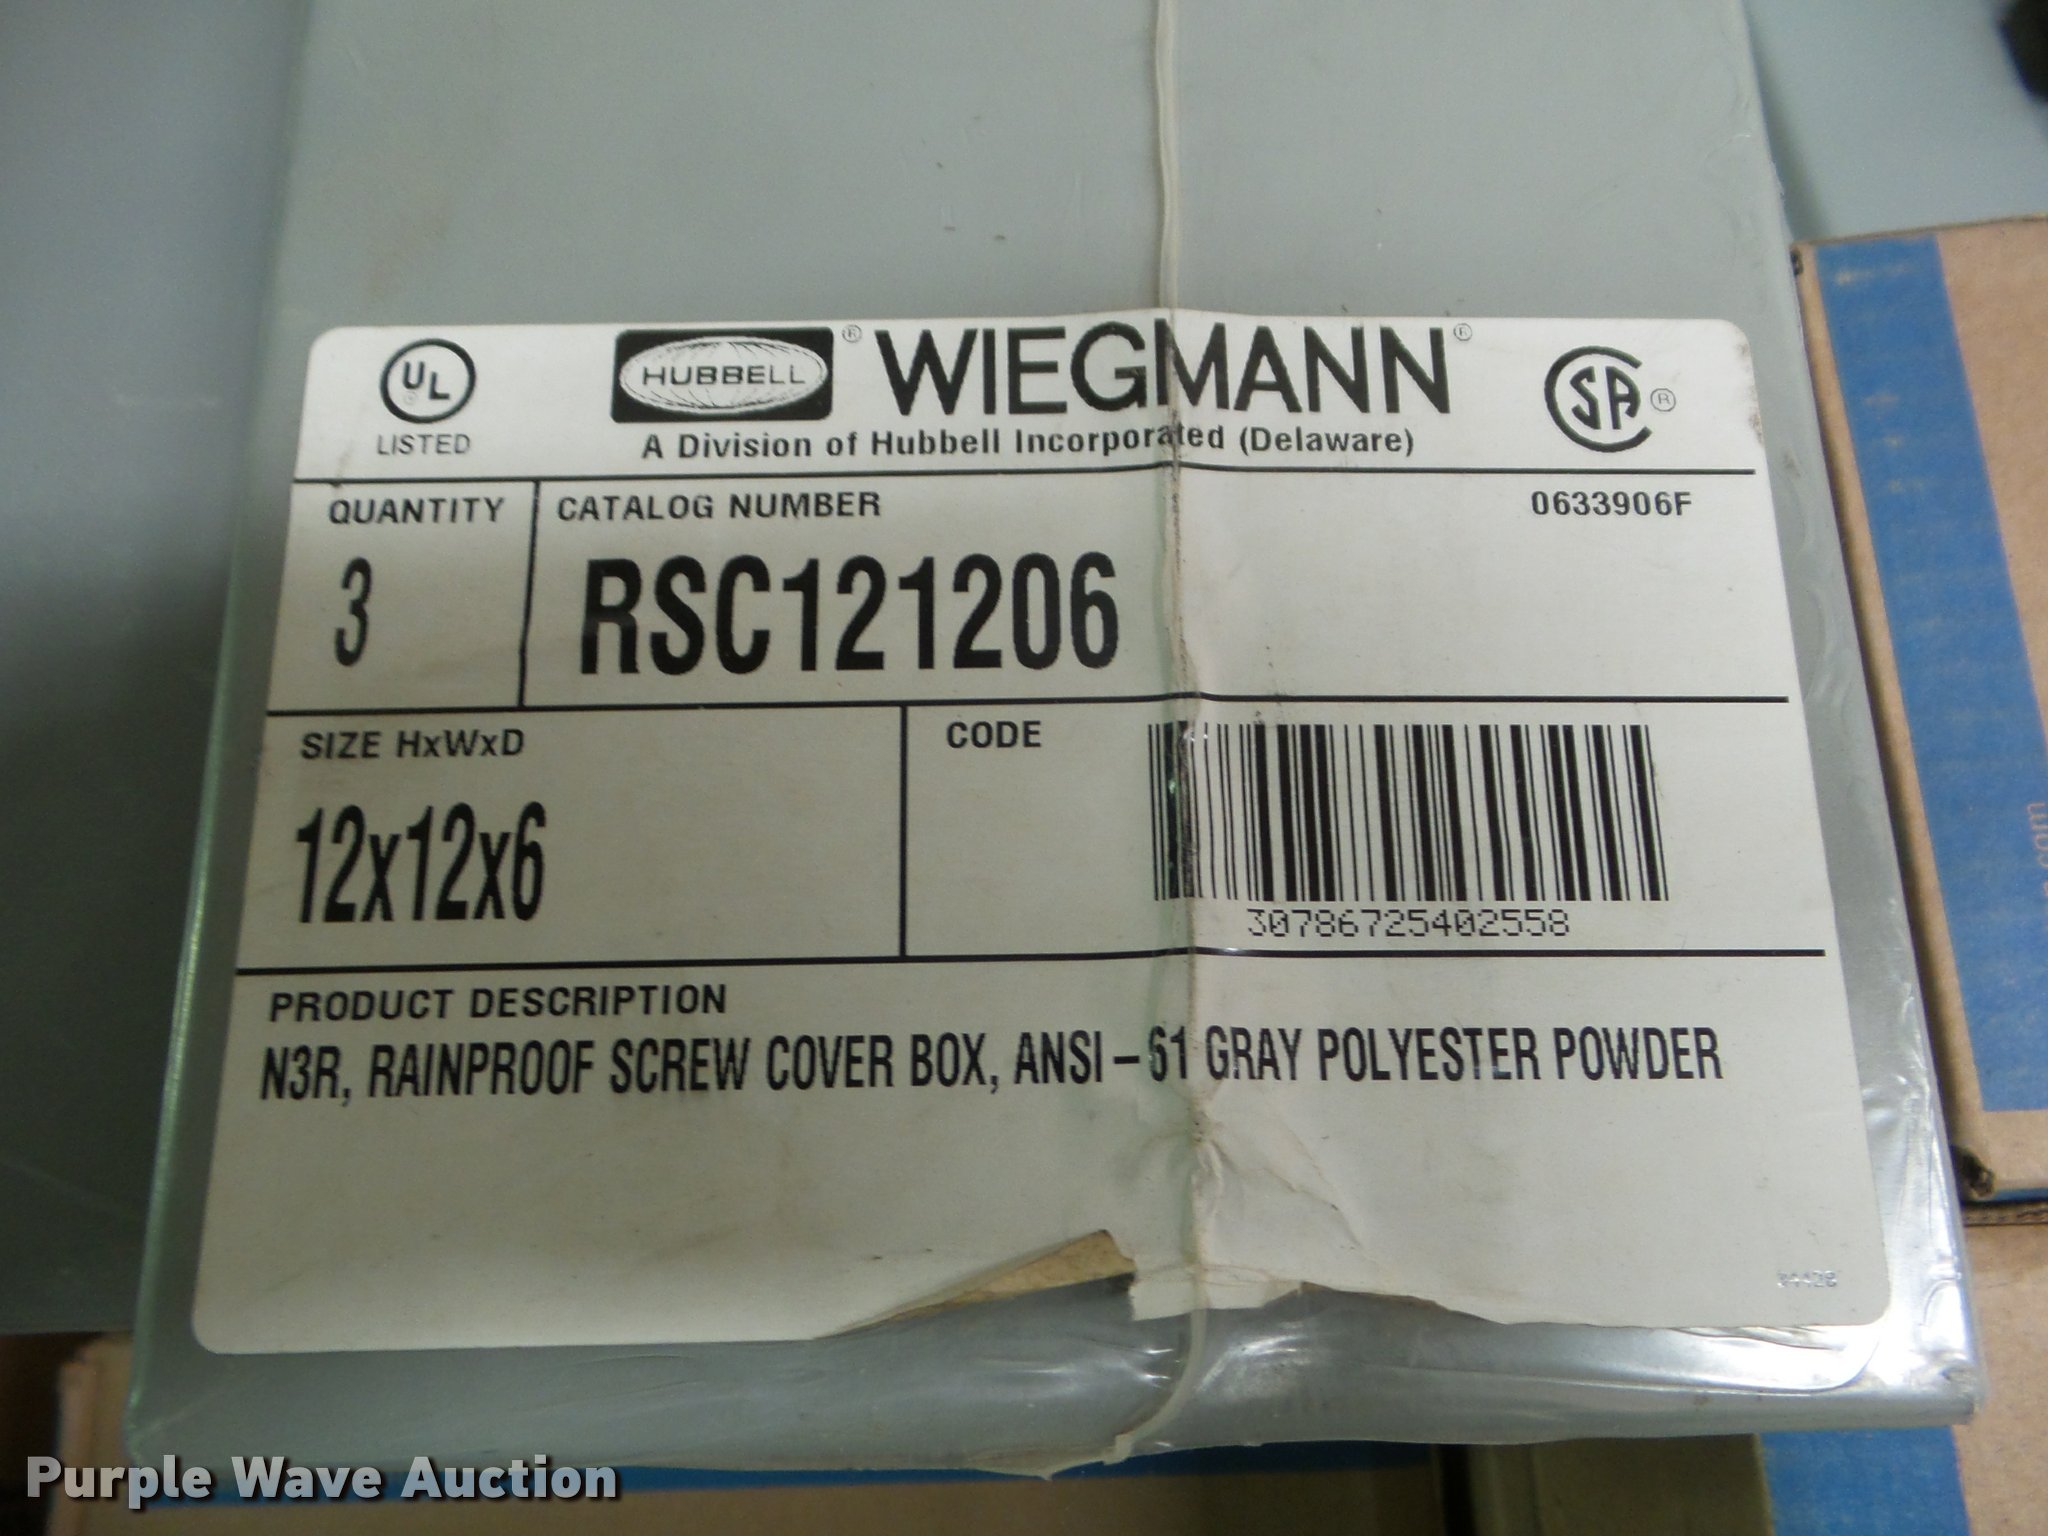 UL
LISTED
HUBBELL ® WIEGMANN ®
A Division of Hubbell Incorporated (Delaware)
SA ®
QUANTITY
3
CATALOG NUMBER
0633906F
RSC121206
SIZE HxWxD
12x12x6
CODE
30786725402558
PRODUCT DESCRIPTION
N3R, RAINPROOF SCREW COVER BOX, ANSI – 61 GRAY POLYESTER POWDER
Purple Wave Auction